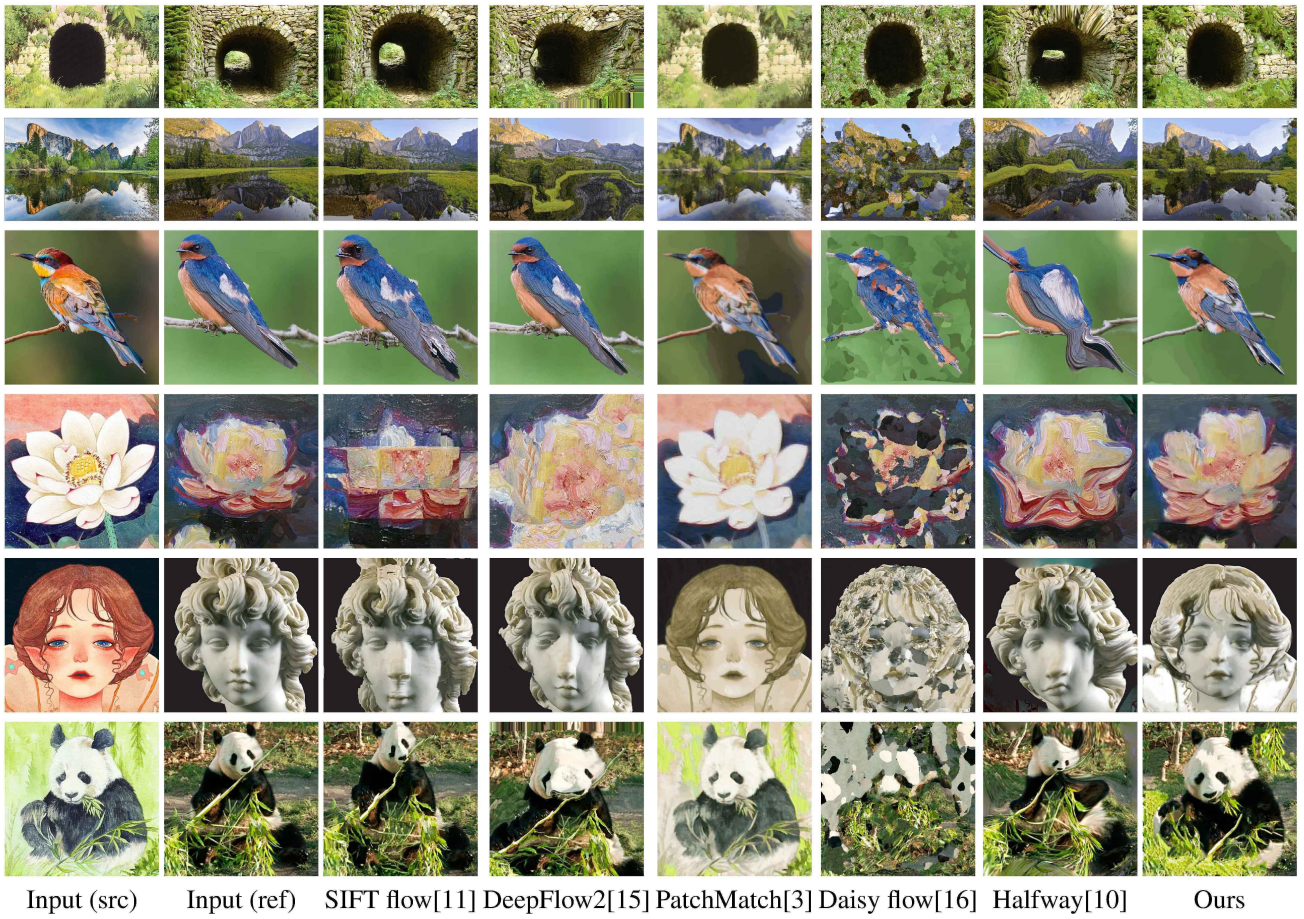 Input (src) Input (ref) SIFT flow[11] DeepFlow2[15] PatchMatch[3] Daisy flow[16] Halfway[10] Ours